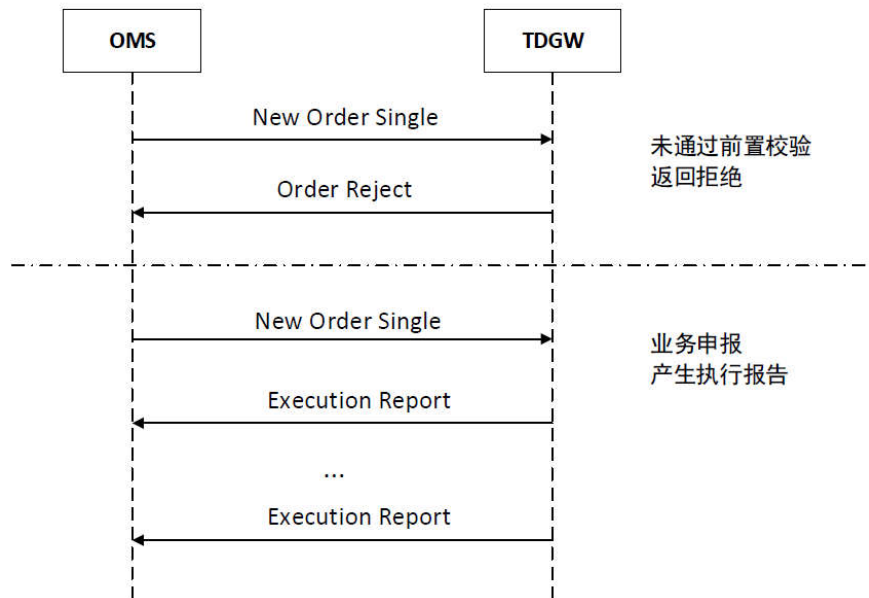 OMS
TDGW
New Order Single
未通过前置校验
返回拒绝
Order Reject
New Order Single
业务申报
产生执行报告
Execution Report
...
Execution Report